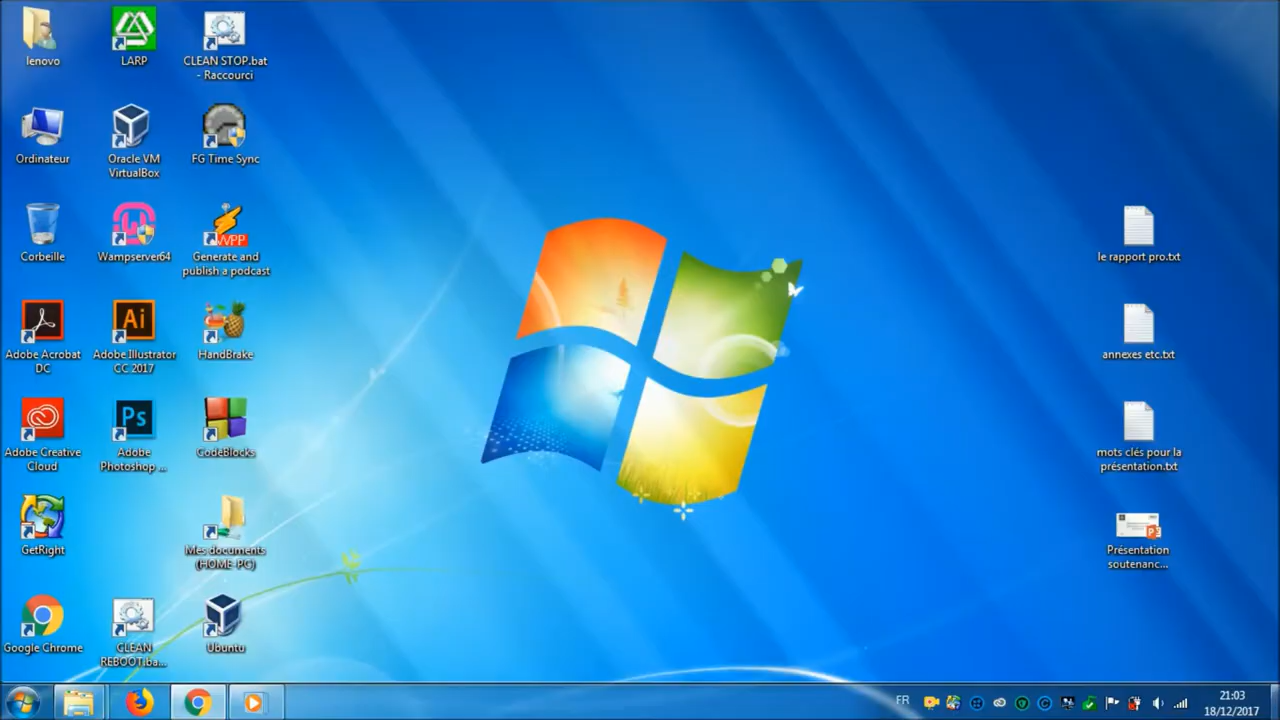 lenovo
LARP
CLEAN STOP.bat
- Raccourci
Ordinateur
Oracle VM
VirtualBox
FG Time Sync
Corbeille
Wampserver64
WPP
Generate and
publish a podcast
Adobe Acrobat
DC
Ai
Adobe Illustrator
CC 2017
HandBrake
Adobe Creative
Cloud
Ps
Adobe
Photoshop ...
CodeBlocks
GetRight
Mes documents
(HOME-PC)
Google Chrome
CLEAN
REBOOT.ba...
Ubuntu
le rapport pro.txt
annexes etc.txt
mots clés pour la
présentation.txt
Présentation
soutenanc...
FR
21:03
18/12/2017